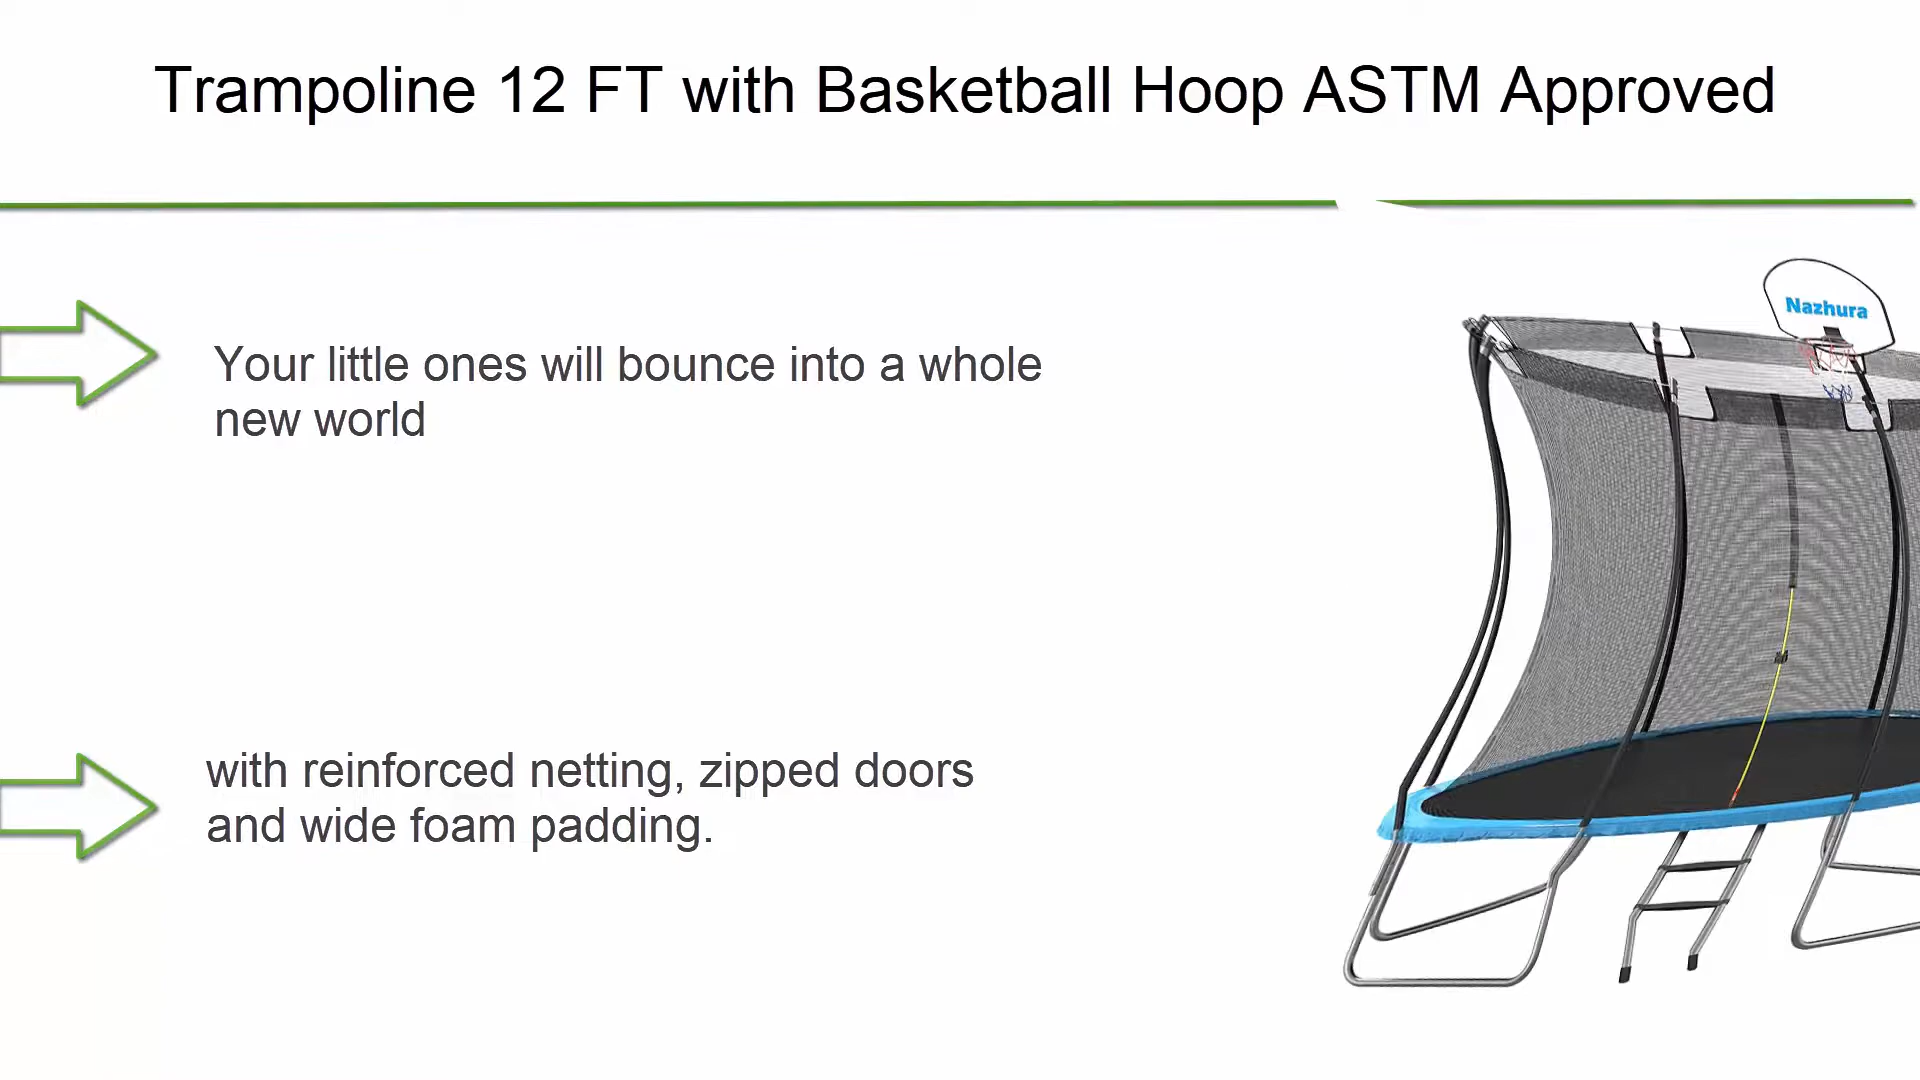 Trampoline 12 FT with Basketball Hoop ASTM Approved
Nazhura
Your little ones will bounce into a whole
new world
with reinforced netting, zipped doors
and wide foam padding.